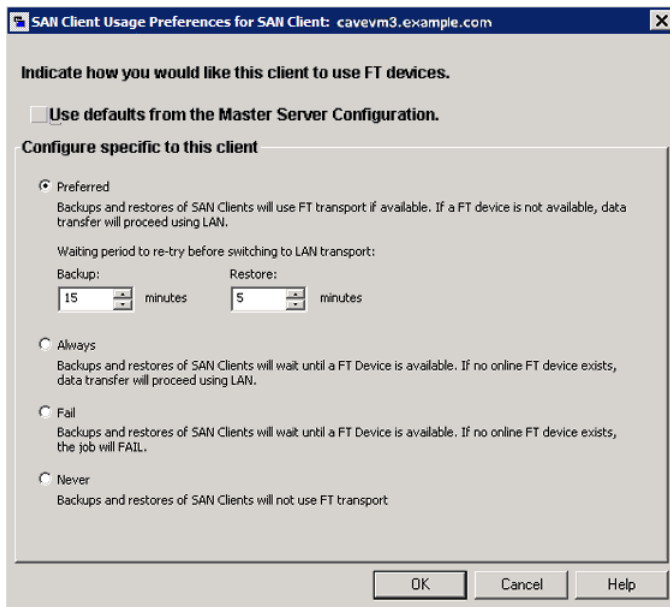 SAN Client Usage Preferences for SAN Client: cavevm3.example.com
Indicate how you would like this client to use FT devices.
Use defaults from the Master Server Configuration.
Configure specific to this client
Preferred
Backups and restores of SAN Clients will use FT transport if available. If a FT device is not available, data
transfer will proceed using LAN.
Waiting period to re-try before switching to LAN transport:
Backup: Restore:
15 minutes 5 minutes
Always
Backups and restores of SAN Clients will wait until a FT Device is available. If no online FT device exists,
data transfer will proceed using LAN.
Fail
Backups and restores of SAN Clients will wait until a FT Device is available. If no online FT device exists,
the job will FAIL.
Never
Backups and restores of SAN Clients will not use FT transport
OK Cancel Help